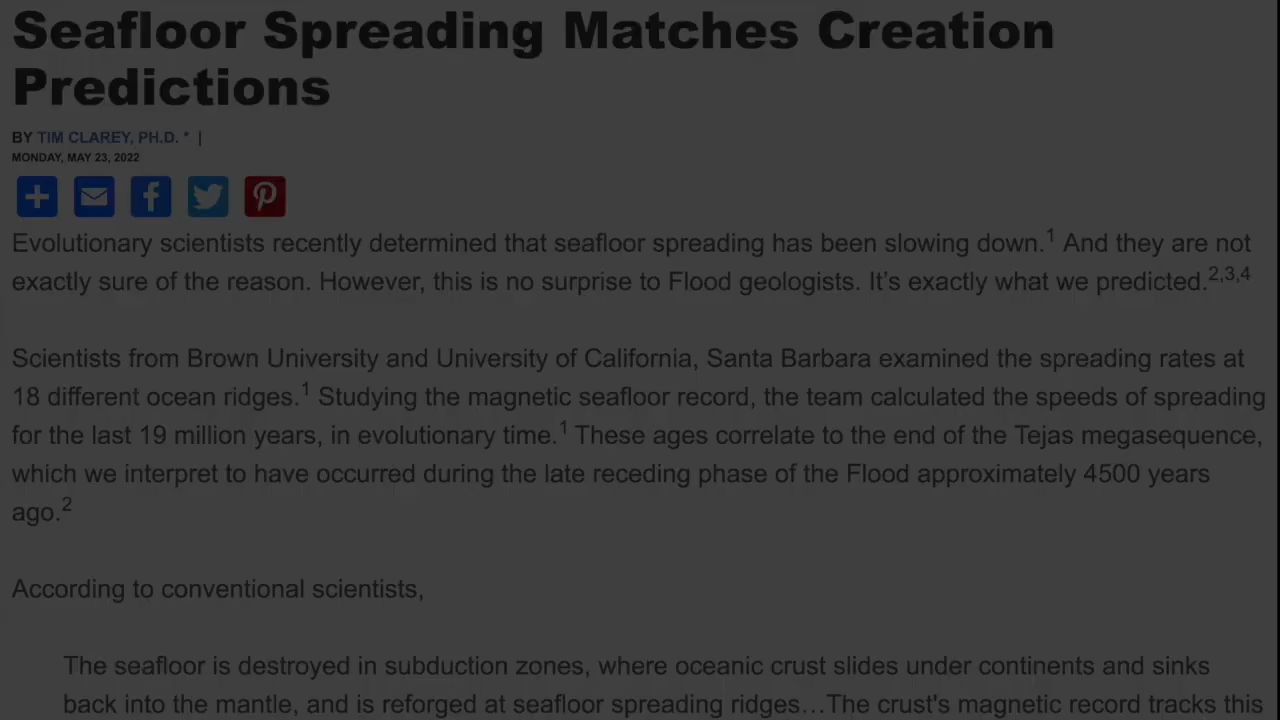 Seafloor Spreading Matches Creation
Predictions
BY TIM CLAREY, PH.D. * |
MONDAY, MAY 23, 2022
Evolutionary scientists recently determined that seafloor spreading has been slowing down.1 And they are not
exactly sure of the reason. However, this is no surprise to Flood geologists. It’s exactly what we predicted.2,3,4
Scientists from Brown University and University of California, Santa Barbara examined the spreading rates at
18 different ocean ridges.1 Studying the magnetic seafloor record, the team calculated the speeds of spreading
for the last 19 million years, in evolutionary time.1 These ages correlate to the end of the Tejas megasequence,
which we interpret to have occurred during the late receding phase of the Flood approximately 4500 years
ago.2
According to conventional scientists,
The seafloor is destroyed in subduction zones, where oceanic crust slides under continents and sinks
back into the mantle, and is reforged at seafloor spreading ridges…The crust's magnetic record tracks this